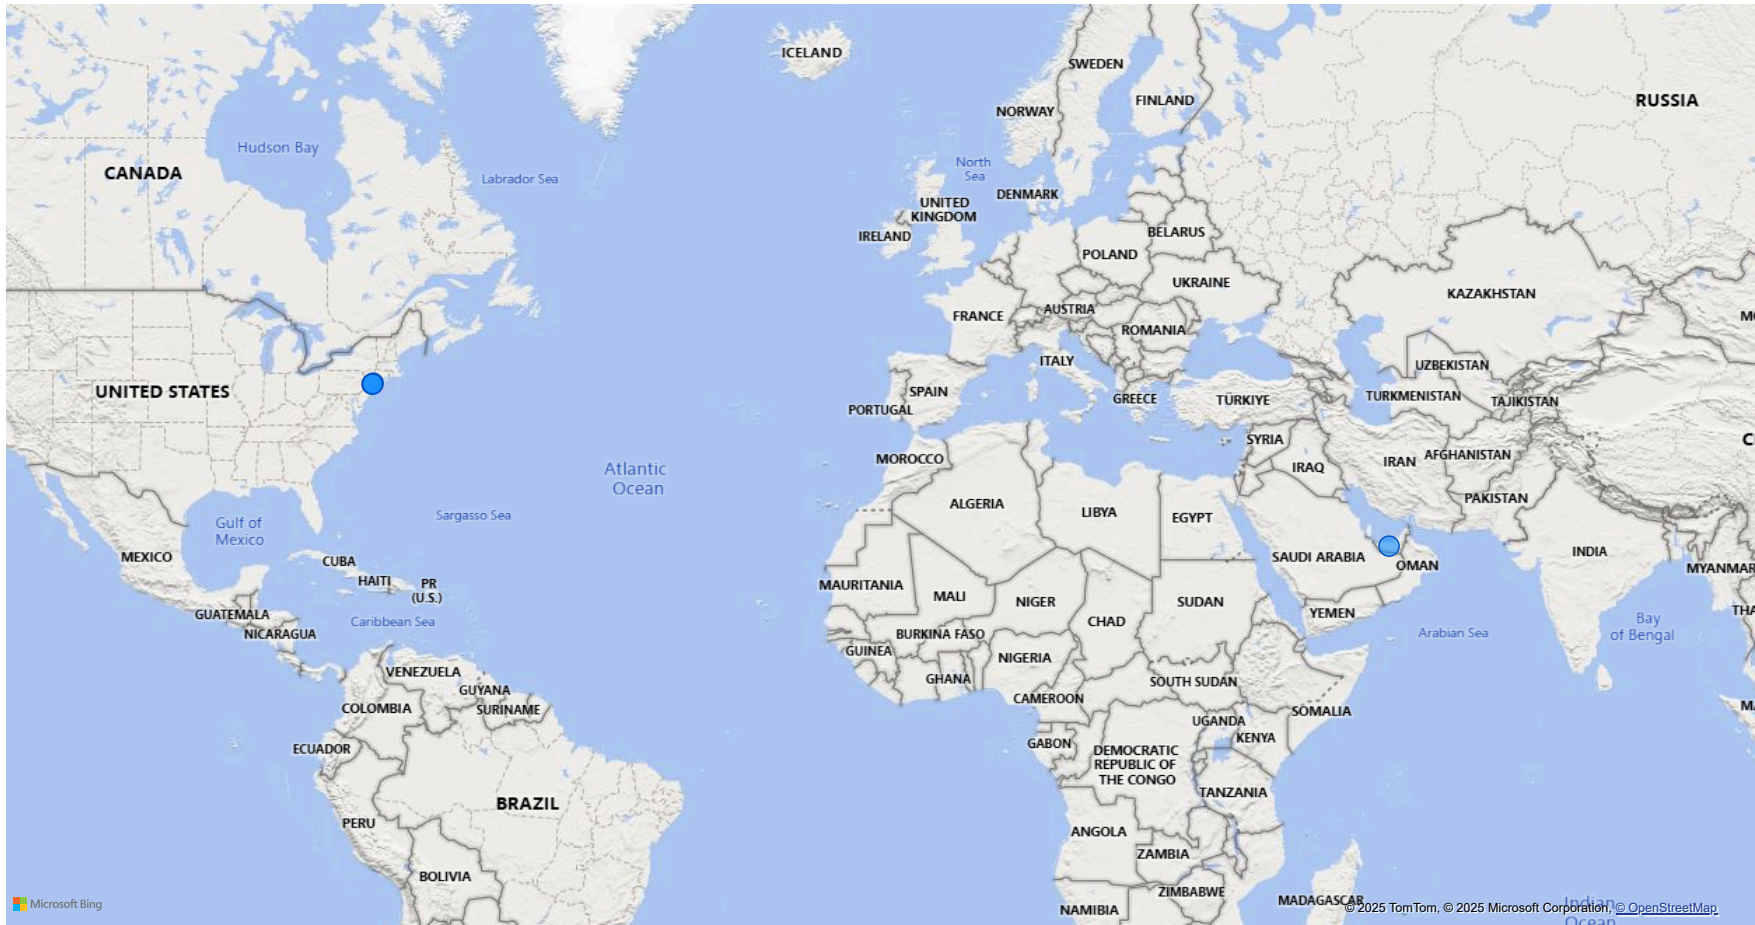 ICELAND
SWEDEN
FINLAND
RUSSIA
NORWAY
Hudson Bay
North
Sea
CANADA
Labrador Sea
DENMARK
UNITED
KINGDOM
IRELAND
BELARUS
POLAND
UKRAINE
KAZAKHSTAN
AUSTRIA
FRANCE
MO
ROMANIA
ITALY
UZBEKISTAN
UNITED STATES
SPAIN
GREECE
TÜRKIYE
TURKMENISTAN
TAJIKISTAN
PORTUGAL
SYRIA
C
MOROCCO
IRAN
AFGHANISTAN
IRAQ
Atlantic
Ocean
PAKISTAN
ALGERIA
LIBYA
EGYPT
Sargasso Sea
Gulf of
Mexico
INDIA
MEXICO
SAUDI ARABIA
CUBA
OMAN
MYANMAR
HAITI
PR
(U.S.)
MAURITANIA
MALI
NIGER
SUDAN
YEMEN
THA
GUATEMALA
Caribbean Sea
CHAD
Bay
of Bengal
NICARAGUA
BURKINA FASO
Arabian Sea
GUINEA
NIGERIA
VENEZUELA
GHANA
SOUTH SUDAN
GUYANA
CAMEROON
COLOMBIA
SURINAME
SOMALIA
MA
UGANDA
KENYA
ECUADOR
GABON
DEMOCRATIC
REPUBLIC OF
THE CONGO
TANZANIA
BRAZIL
PERU
ANGOLA
ZAMBIA
BOLIVIA
ZIMBABWE
MADAGASCAR
Indian
Ocean
NAMIBIA
Microsoft Bing
© 2025 TomTom, © 2025 Microsoft Corporation, © OpenStreetMap